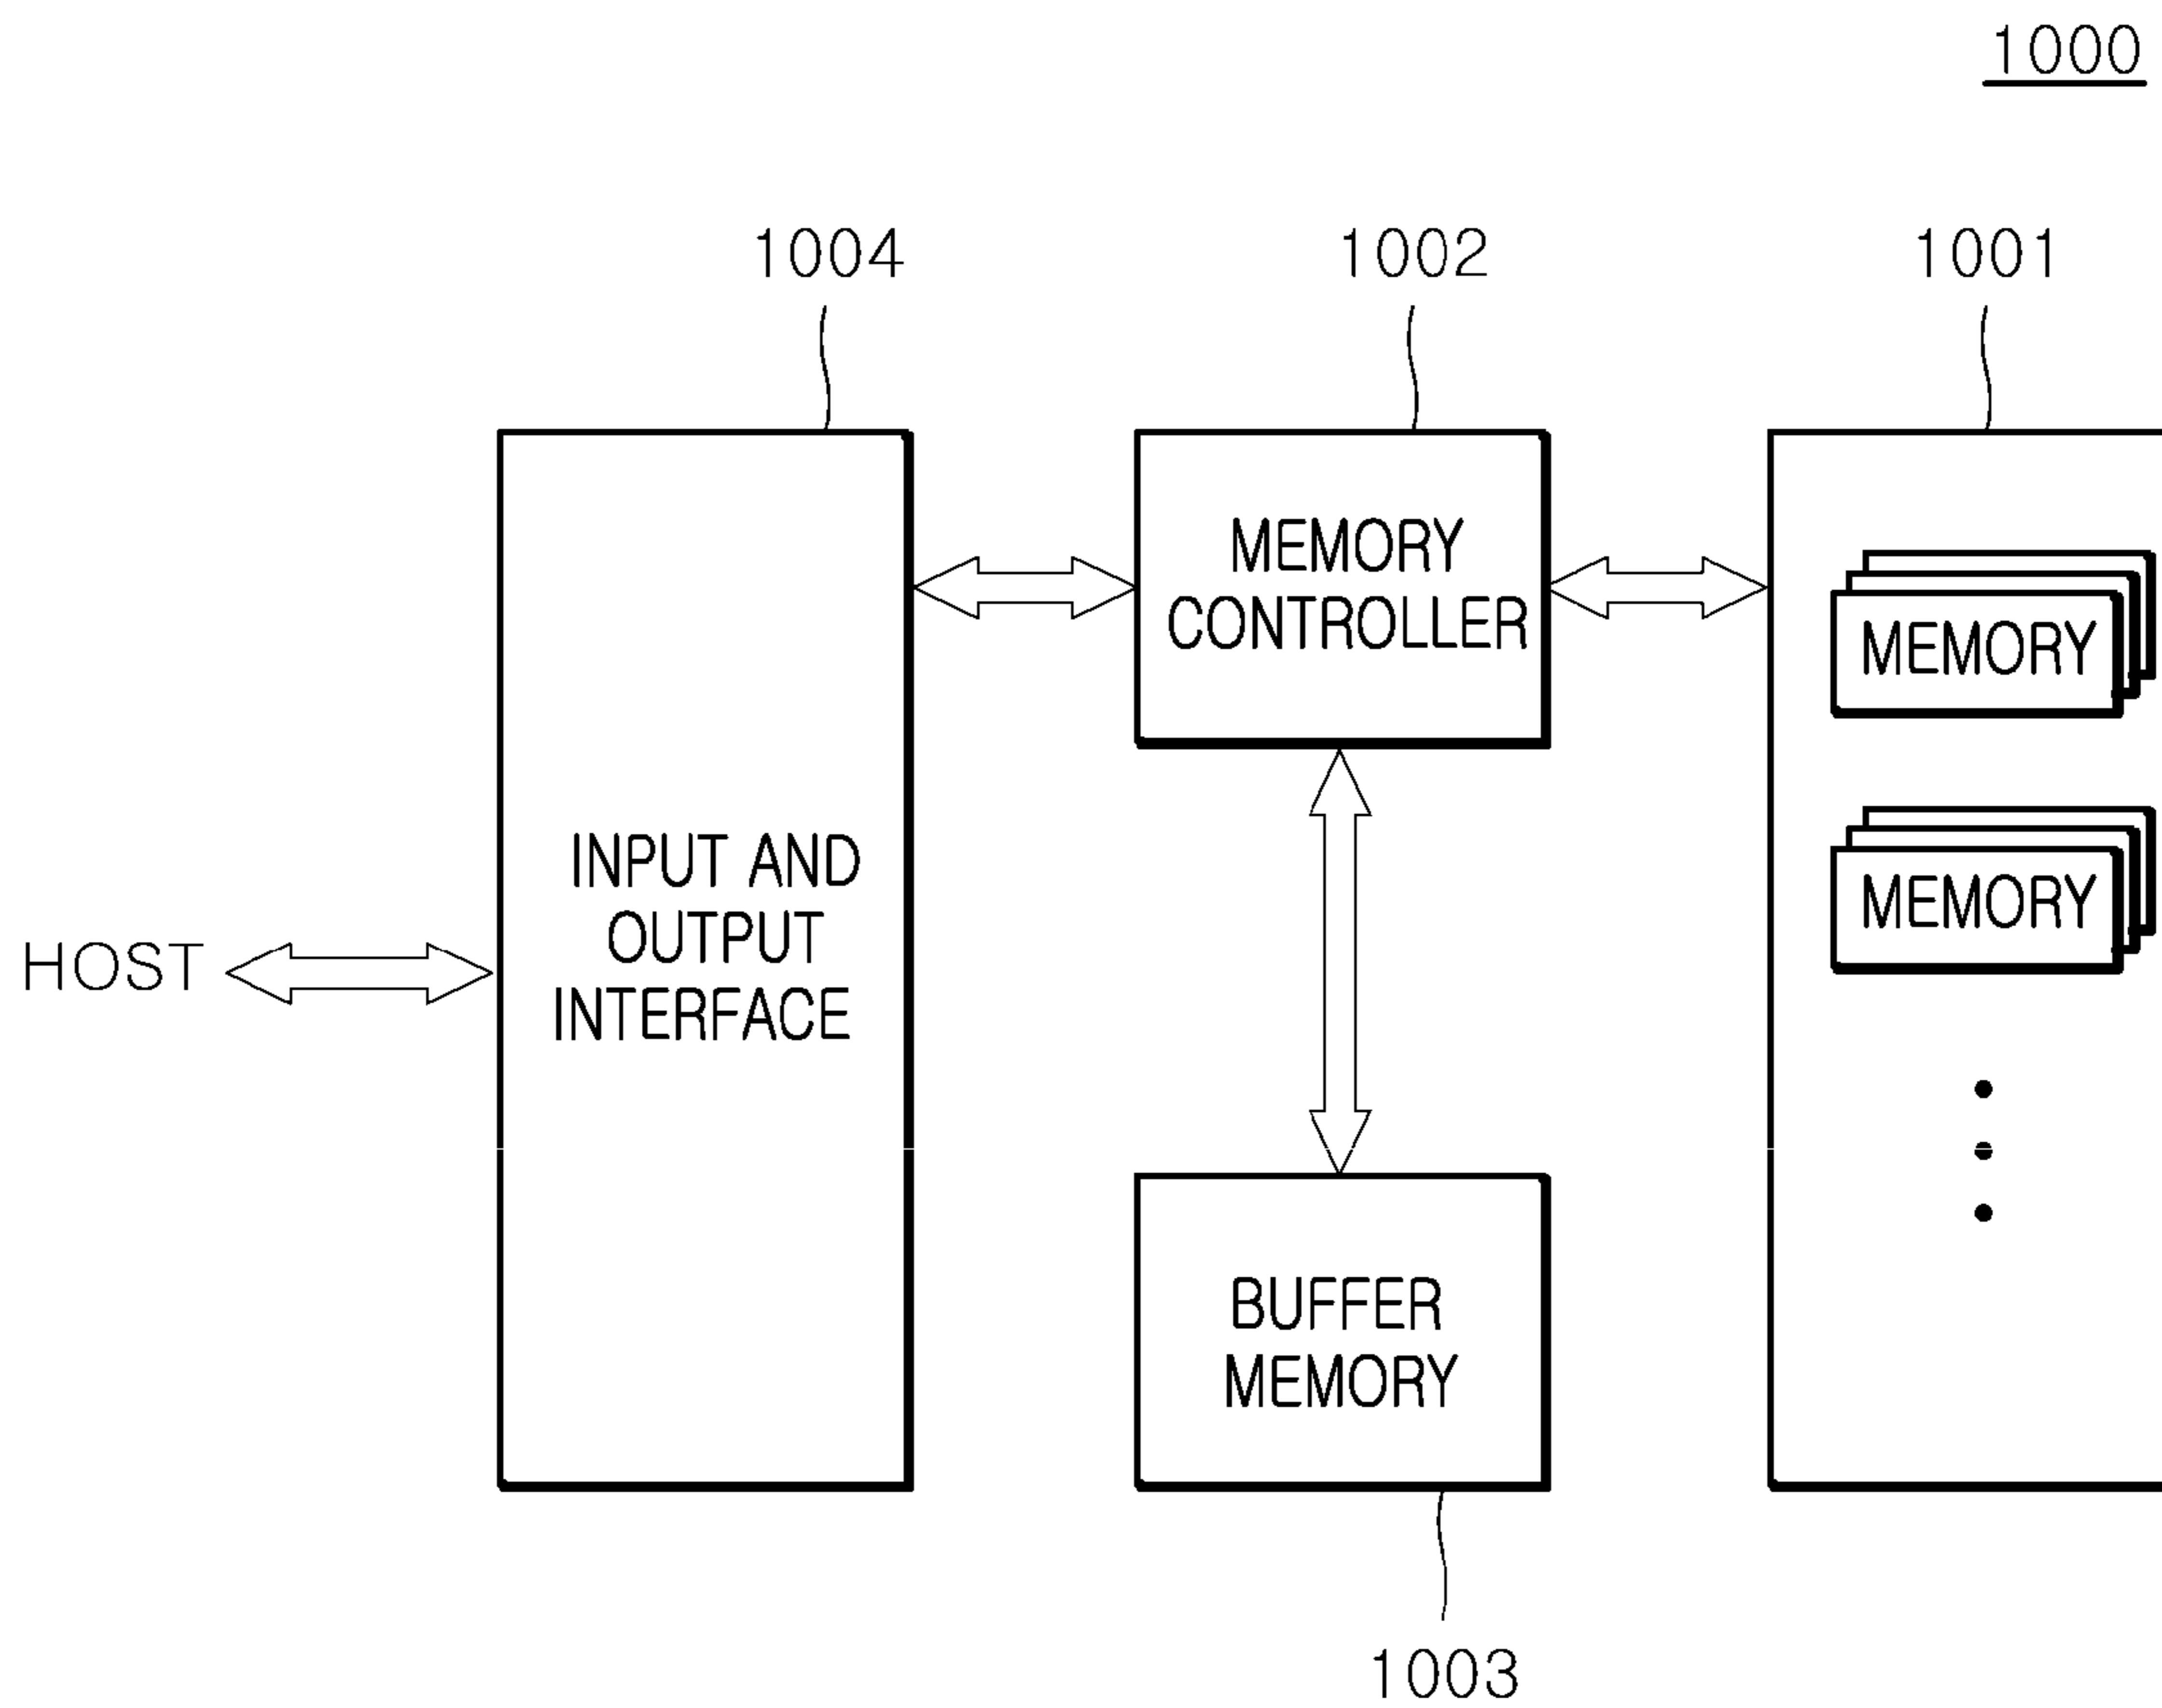 1000
1004
1002
1001
MEMORY
CONTROLLER
MEMORY
MEMORY
INPUT AND
OUTPUT
INTERFACE
HOST
BUFFER
MEMORY
1003